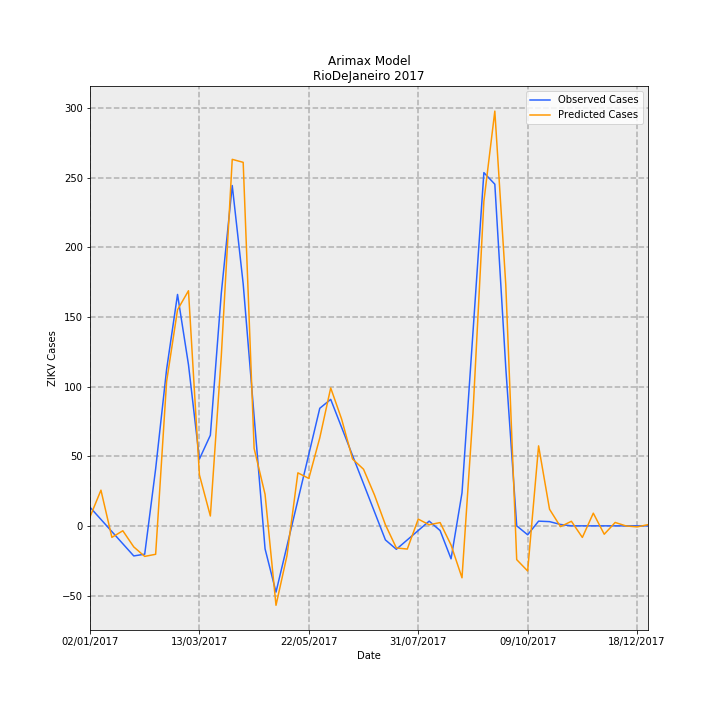 Arimax Model
RioDeJaneiro 2017
Observed Cases
Predicted Cases
300
250
200
150
100
50
0
−50
ZIKV Cases
02/01/2017 13/03/2017 22/05/2017 31/07/2017 09/10/2017 18/12/2017
Date